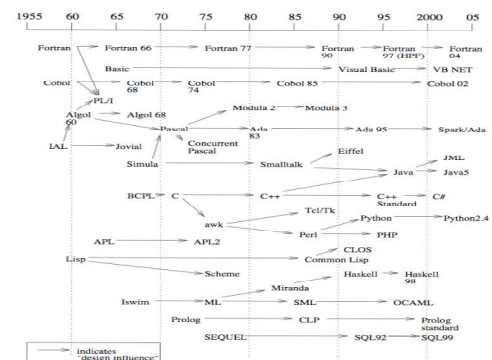 1955 60 65 70 75 80 85 90 95 2000 05
Fortran Fortran 66 Fortran 77 Fortran 90 Fortran 97 (HPF) Fortran 04
Basic Visual Basic VB NET
Cobol Cobol 68 Cobol 74 Cobol 85 Cobol 02
PL/I
Algol 60 Algol 68 Modula 2 Modula 3
Pascal Ada 83 Ada 95 Spark/Ada
Concurrent Pascal
IAL Jovial Eiffel
Simula Smalltalk JML
Java Java5
BCPL C C++ C++ Standard C#
Tcl/Tk
awk Python Python2.4
Perl PHP
APL APL2 CLOS
Lisp Common Lisp
Scheme Haskell Haskell 98
Miranda
Iswim ML SML OCAML
Prolog CLP Prolog standard
SEQUEL SQL92 SQL99
indicates
"design influence"